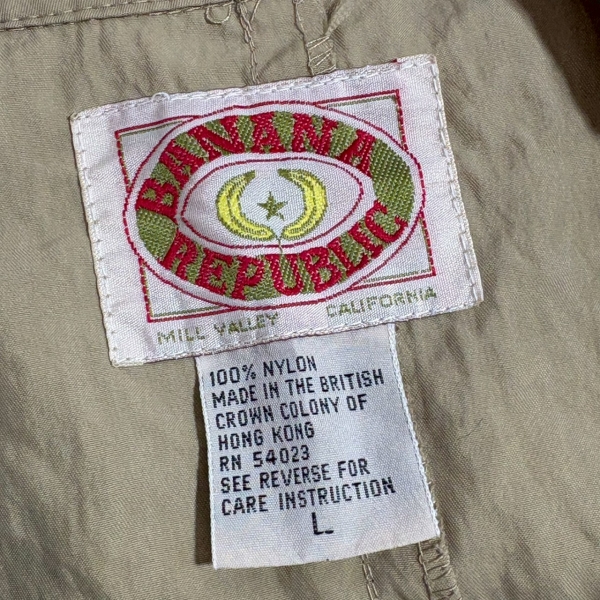 BANANA
REPUBLIC
MILL VALLEY CALIFORNIA
100% NYLON
MADE IN THE BRITISH
CROWN COLONY OF
HONG KONG
RN 54023
SEE REVERSE FOR
CARE INSTRUCTION
L